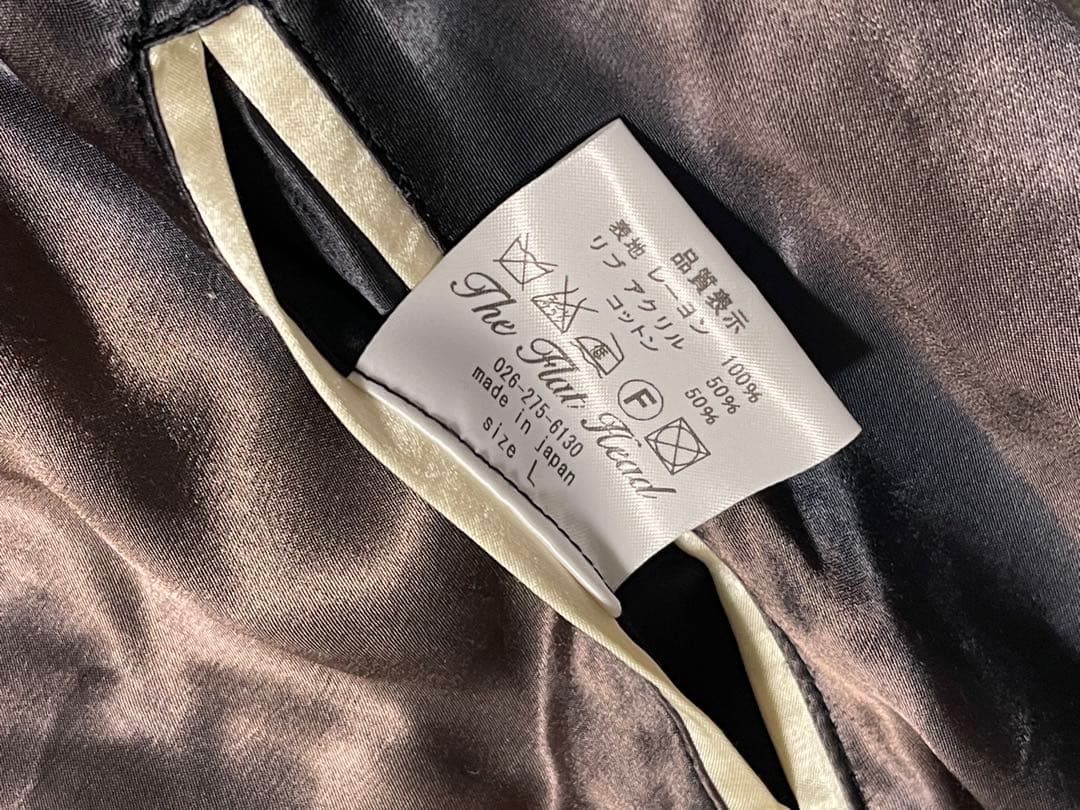 品質表示
表地 レーヨン 100%
リブ アクリル 50%
コットン 50%
F
The Flat Head
026-275-6130
made in japan
size L